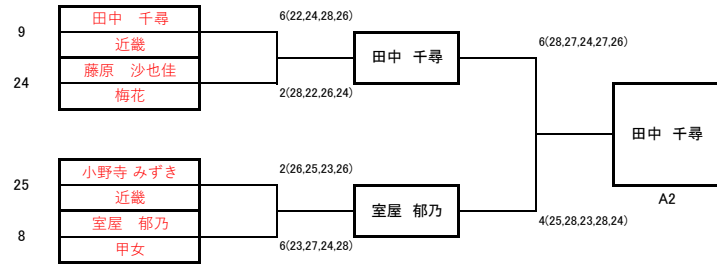 9
田中　千尋
近畿
24
藤原　沙也佳
梅花
6(22,24,28,26)
2(28,22,26,24)
田中 千尋
25
小野寺 みずき
近畿
8
室屋　郁乃
甲女
2(26,25,23,26)
6(23,27,24,28)
室屋 郁乃
6(28,27,24,27,26)
4(25,28,23,28,24)
田中 千尋
A2